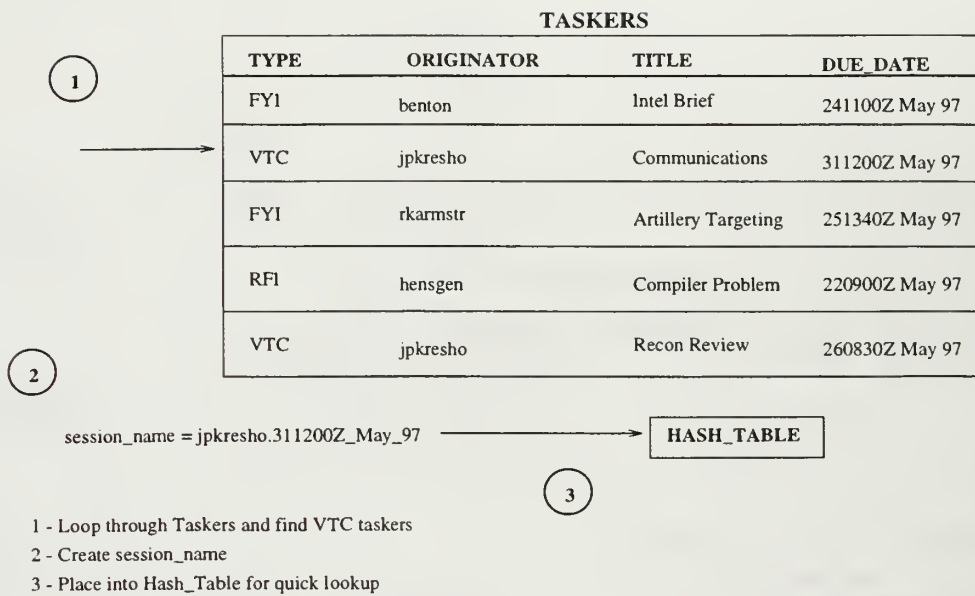 TASKERS
TYPE ORIGINATOR TITLE DUE_DATE
1
FYI benton Intel Brief 241100Z May 97
VTC jpkresho Communications 311200Z May 97
FYI rkarmstr Artillery Targeting 251340Z May 97
RFI hensgen Compiler Problem 220900Z May 97
VTC jpkresho Recon Review 260830Z May 97
2
session_name = jpkresho.311200Z_May_97 HASH_TABLE
3
1 - Loop through Taskers and find VTC taskers
2 - Create session_name
3 - Place into Hash_Table for quick lookup